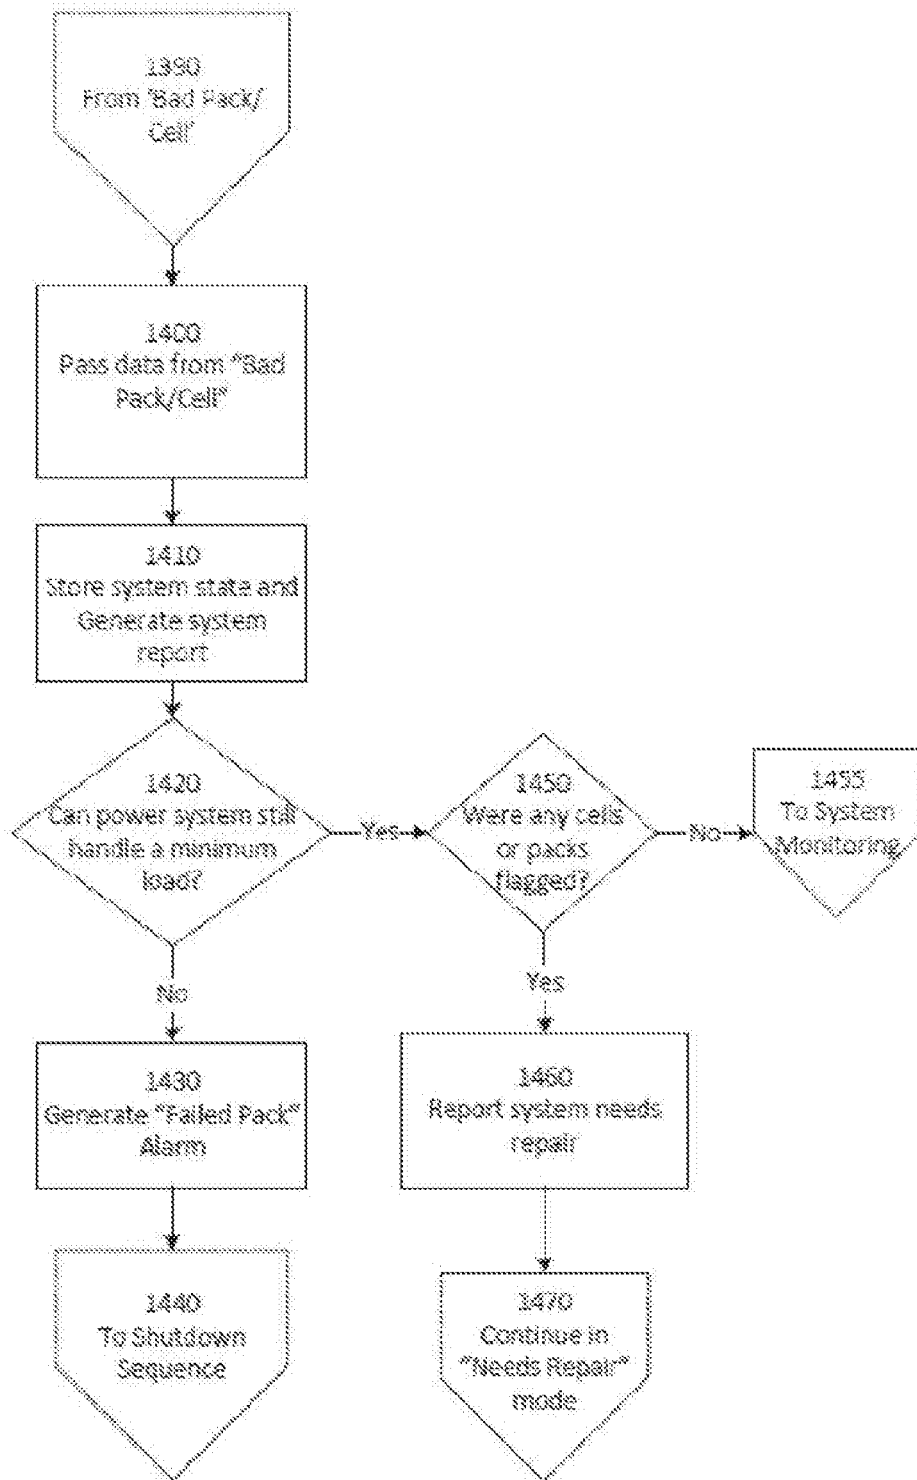 1390
From 'Bad Pack/
Cell'
1400
Pass data from "Bad
Pack/Cell"
1410
Store system state and
Generate system
report
1420
Can power system still
handle a minimum
load?
Yes
1450
Were any cells
or packs
flagged?
No
1455
To System
Monitoring
No
Yes
1430
Generate "Failed Pack"
Alarm
1460
Report system needs
repair
1440
To Shutdown
Sequence
1470
Continue in
"Needs Repair"
mode